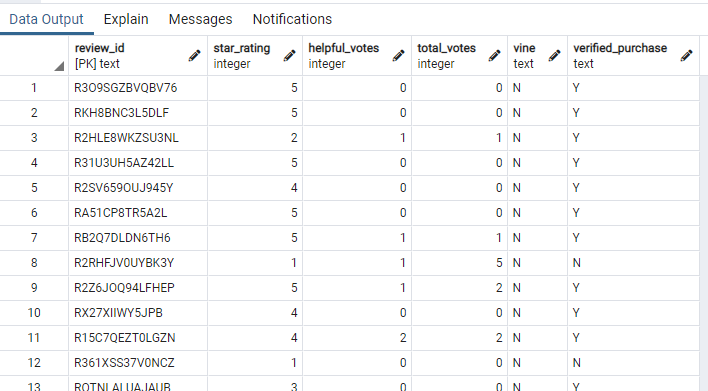 Data Output Explain Messages Notifications
review_id star_rating helpful_votes total_votes vine verified_purchase
[PK] text integer integer integer text text
1 R3O9SGZBVQBV76 5 0 0 N Y
2 RKH8BNC3L5DLF 5 0 0 N Y
3 R2HLE8WKZSU3NL 2 1 1 N Y
4 R31U3UH5AZ42LL 5 0 0 N Y
5 R2SV659OUJ945Y 4 0 0 N Y
6 RA51CP8TR5A2L 5 0 0 N Y
7 RB2Q7DLDN6TH6 5 1 1 N Y
8 R2RHFJV0UYBK3Y 1 1 5 N N
9 R2Z6JOQ94LFHEP 5 1 2 N Y
10 RX27XIIWY5JPB 4 0 0 N Y
11 R15C7QEZT0LGZN 4 2 2 N Y
12 R361XSS37V0NCZ 1 0 0 N N
13 ROTNLALUAJAUB 3 0 0 N Y